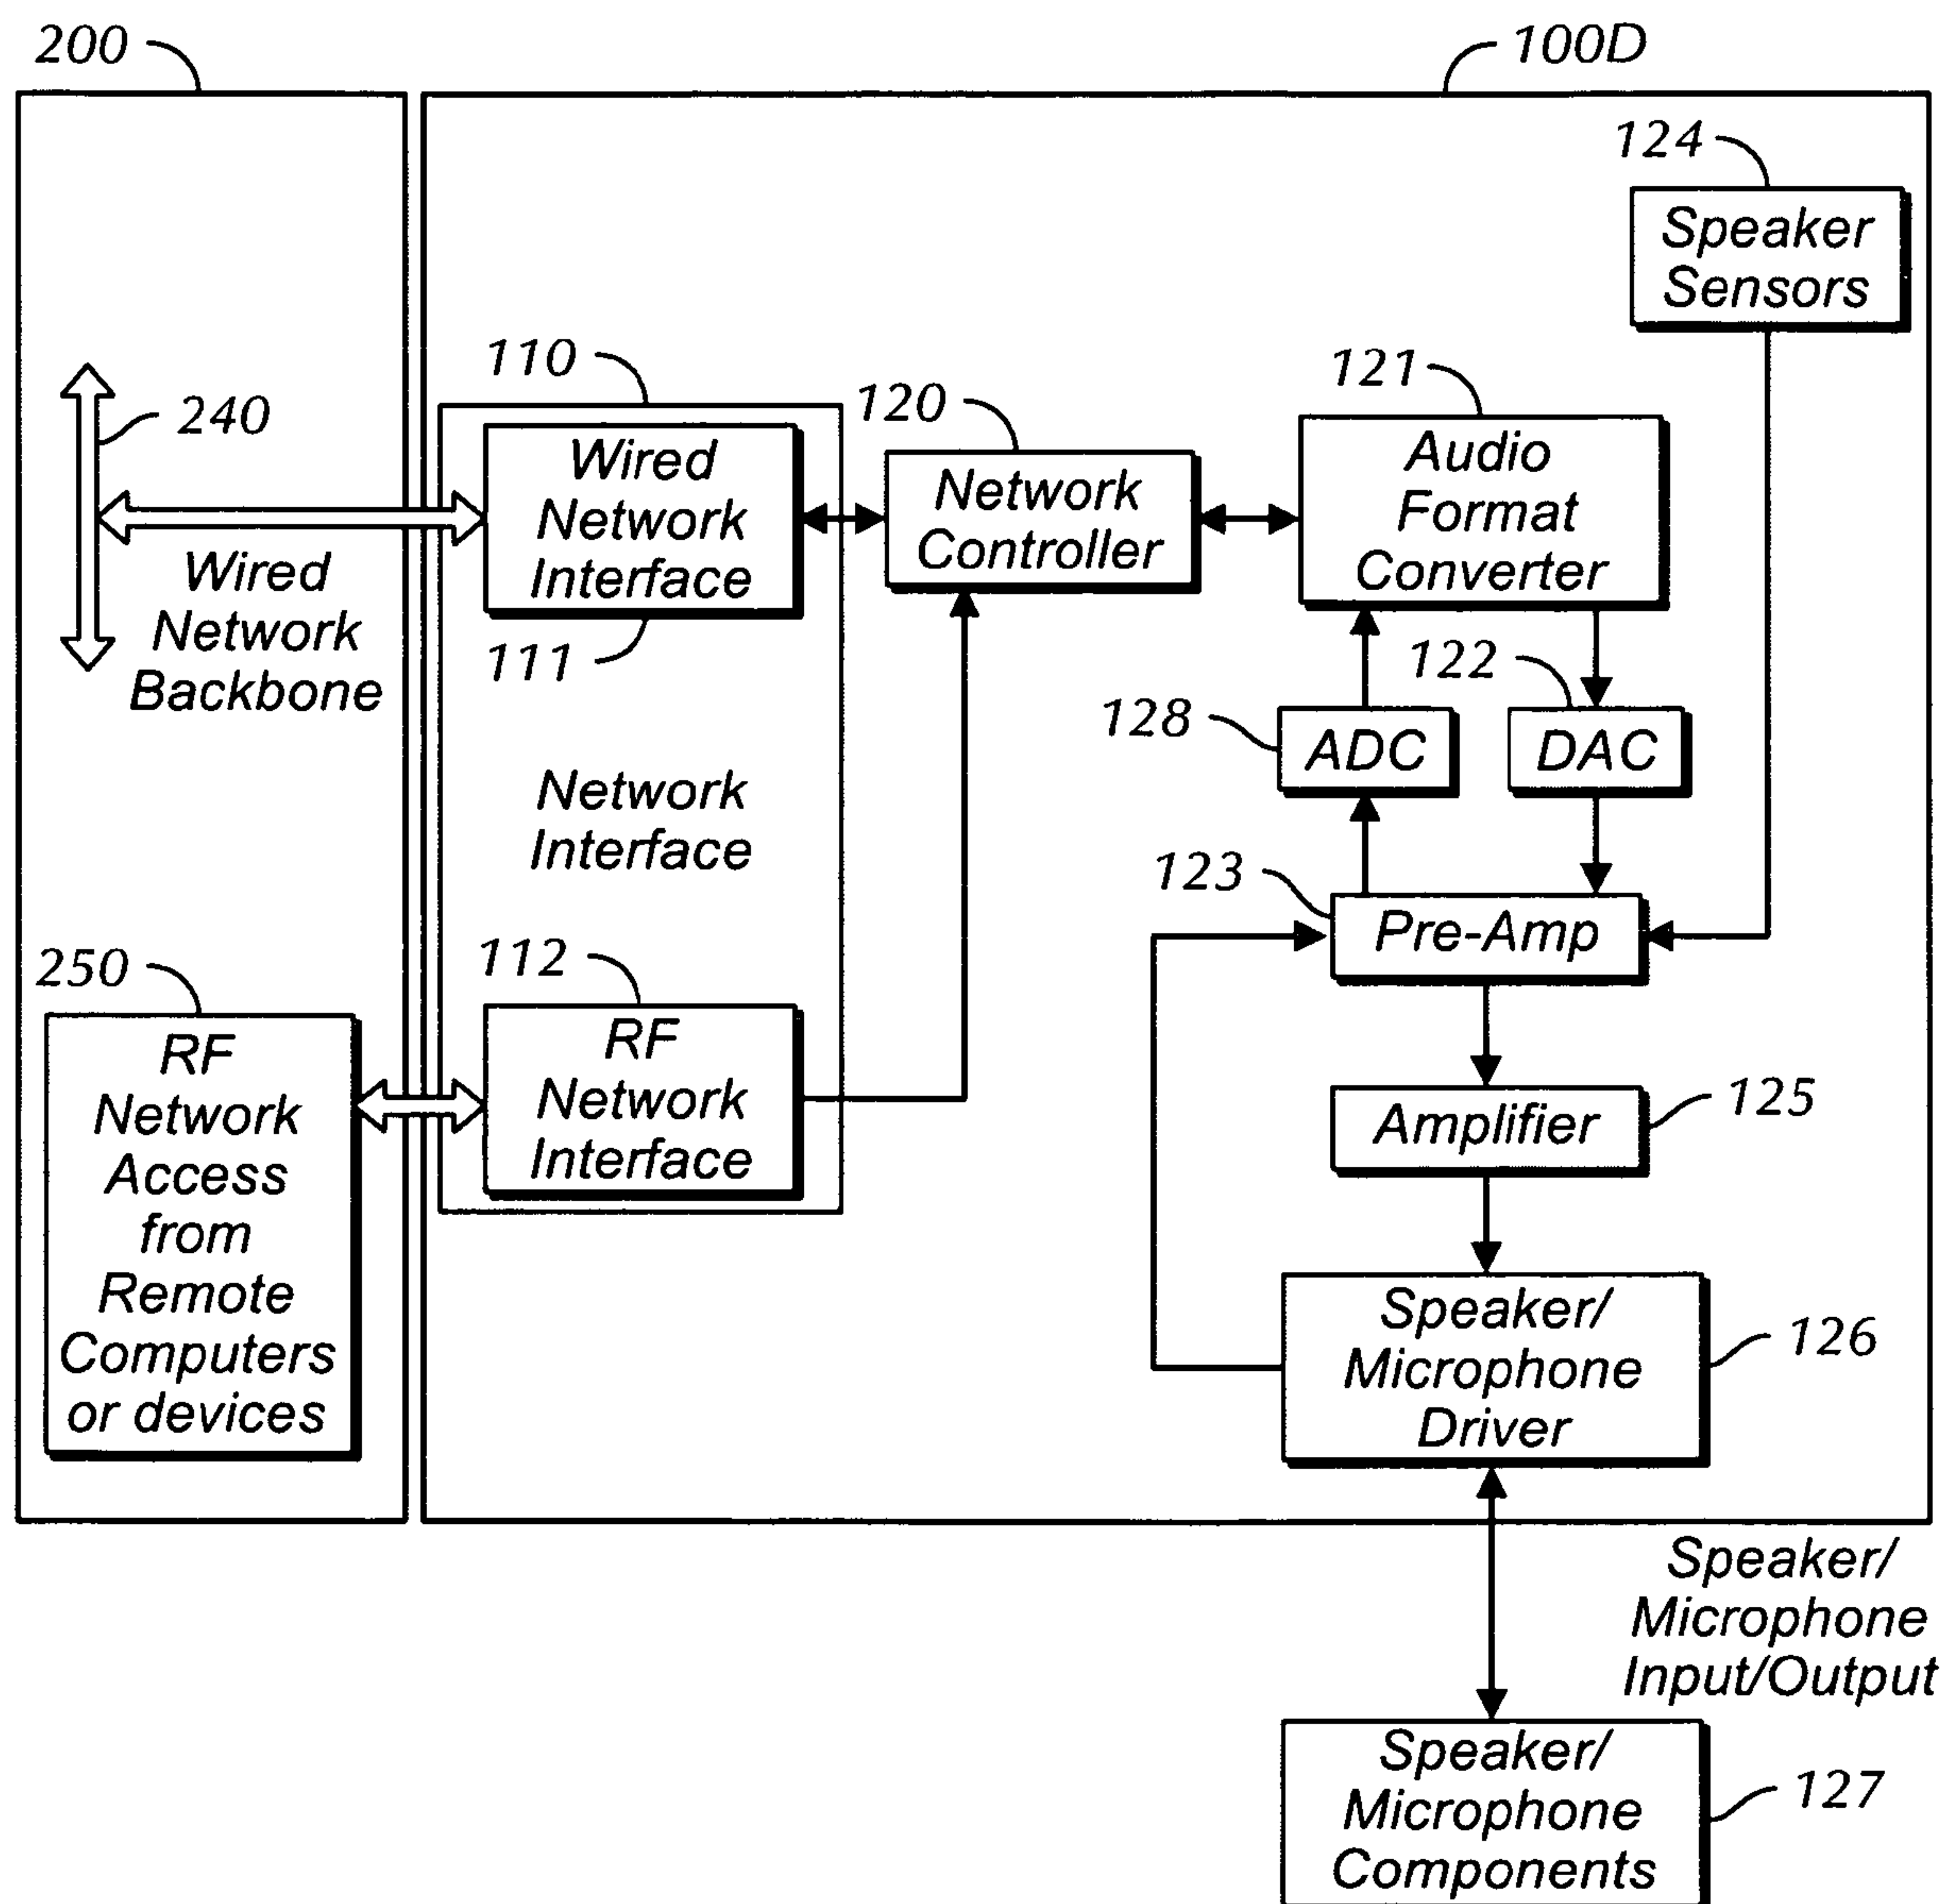 200
100D
124
Speaker
Sensors
110
120
121
240
Wired
Network
Interface
111
Network
Controller
Audio
Format
Converter
Wired
Network
Backbone
122
128
ADC
DAC
Network
Interface
123
Pre-Amp
250
RF
Network
Access
from
Remote
Computers
or devices
112
RF
Network
Interface
Amplifier
125
Speaker/
Microphone
Driver
126
Speaker/
Microphone
Input/Output
Speaker/
Microphone
Components
127